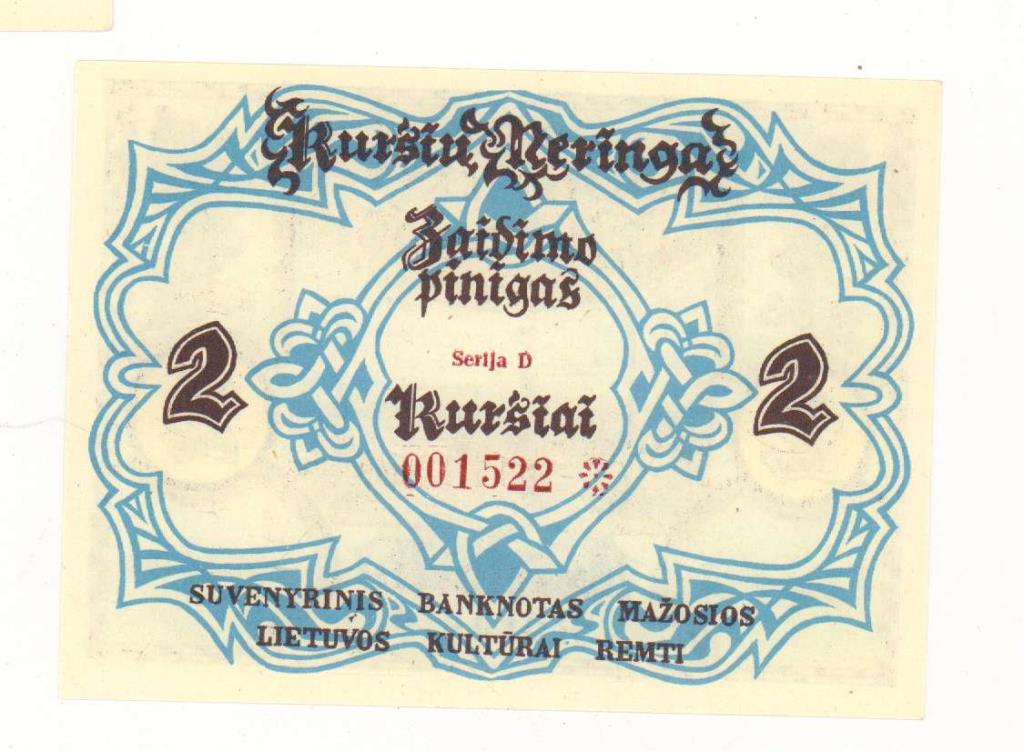 Kuršių Neringa
Žaidimo
pinigas
Serija D
2 Kuršiai 2
001522
SUVENYRINIS BANKNOTAS MAŽOSIOS
LIETUVOS KULTŪRAI REMTI